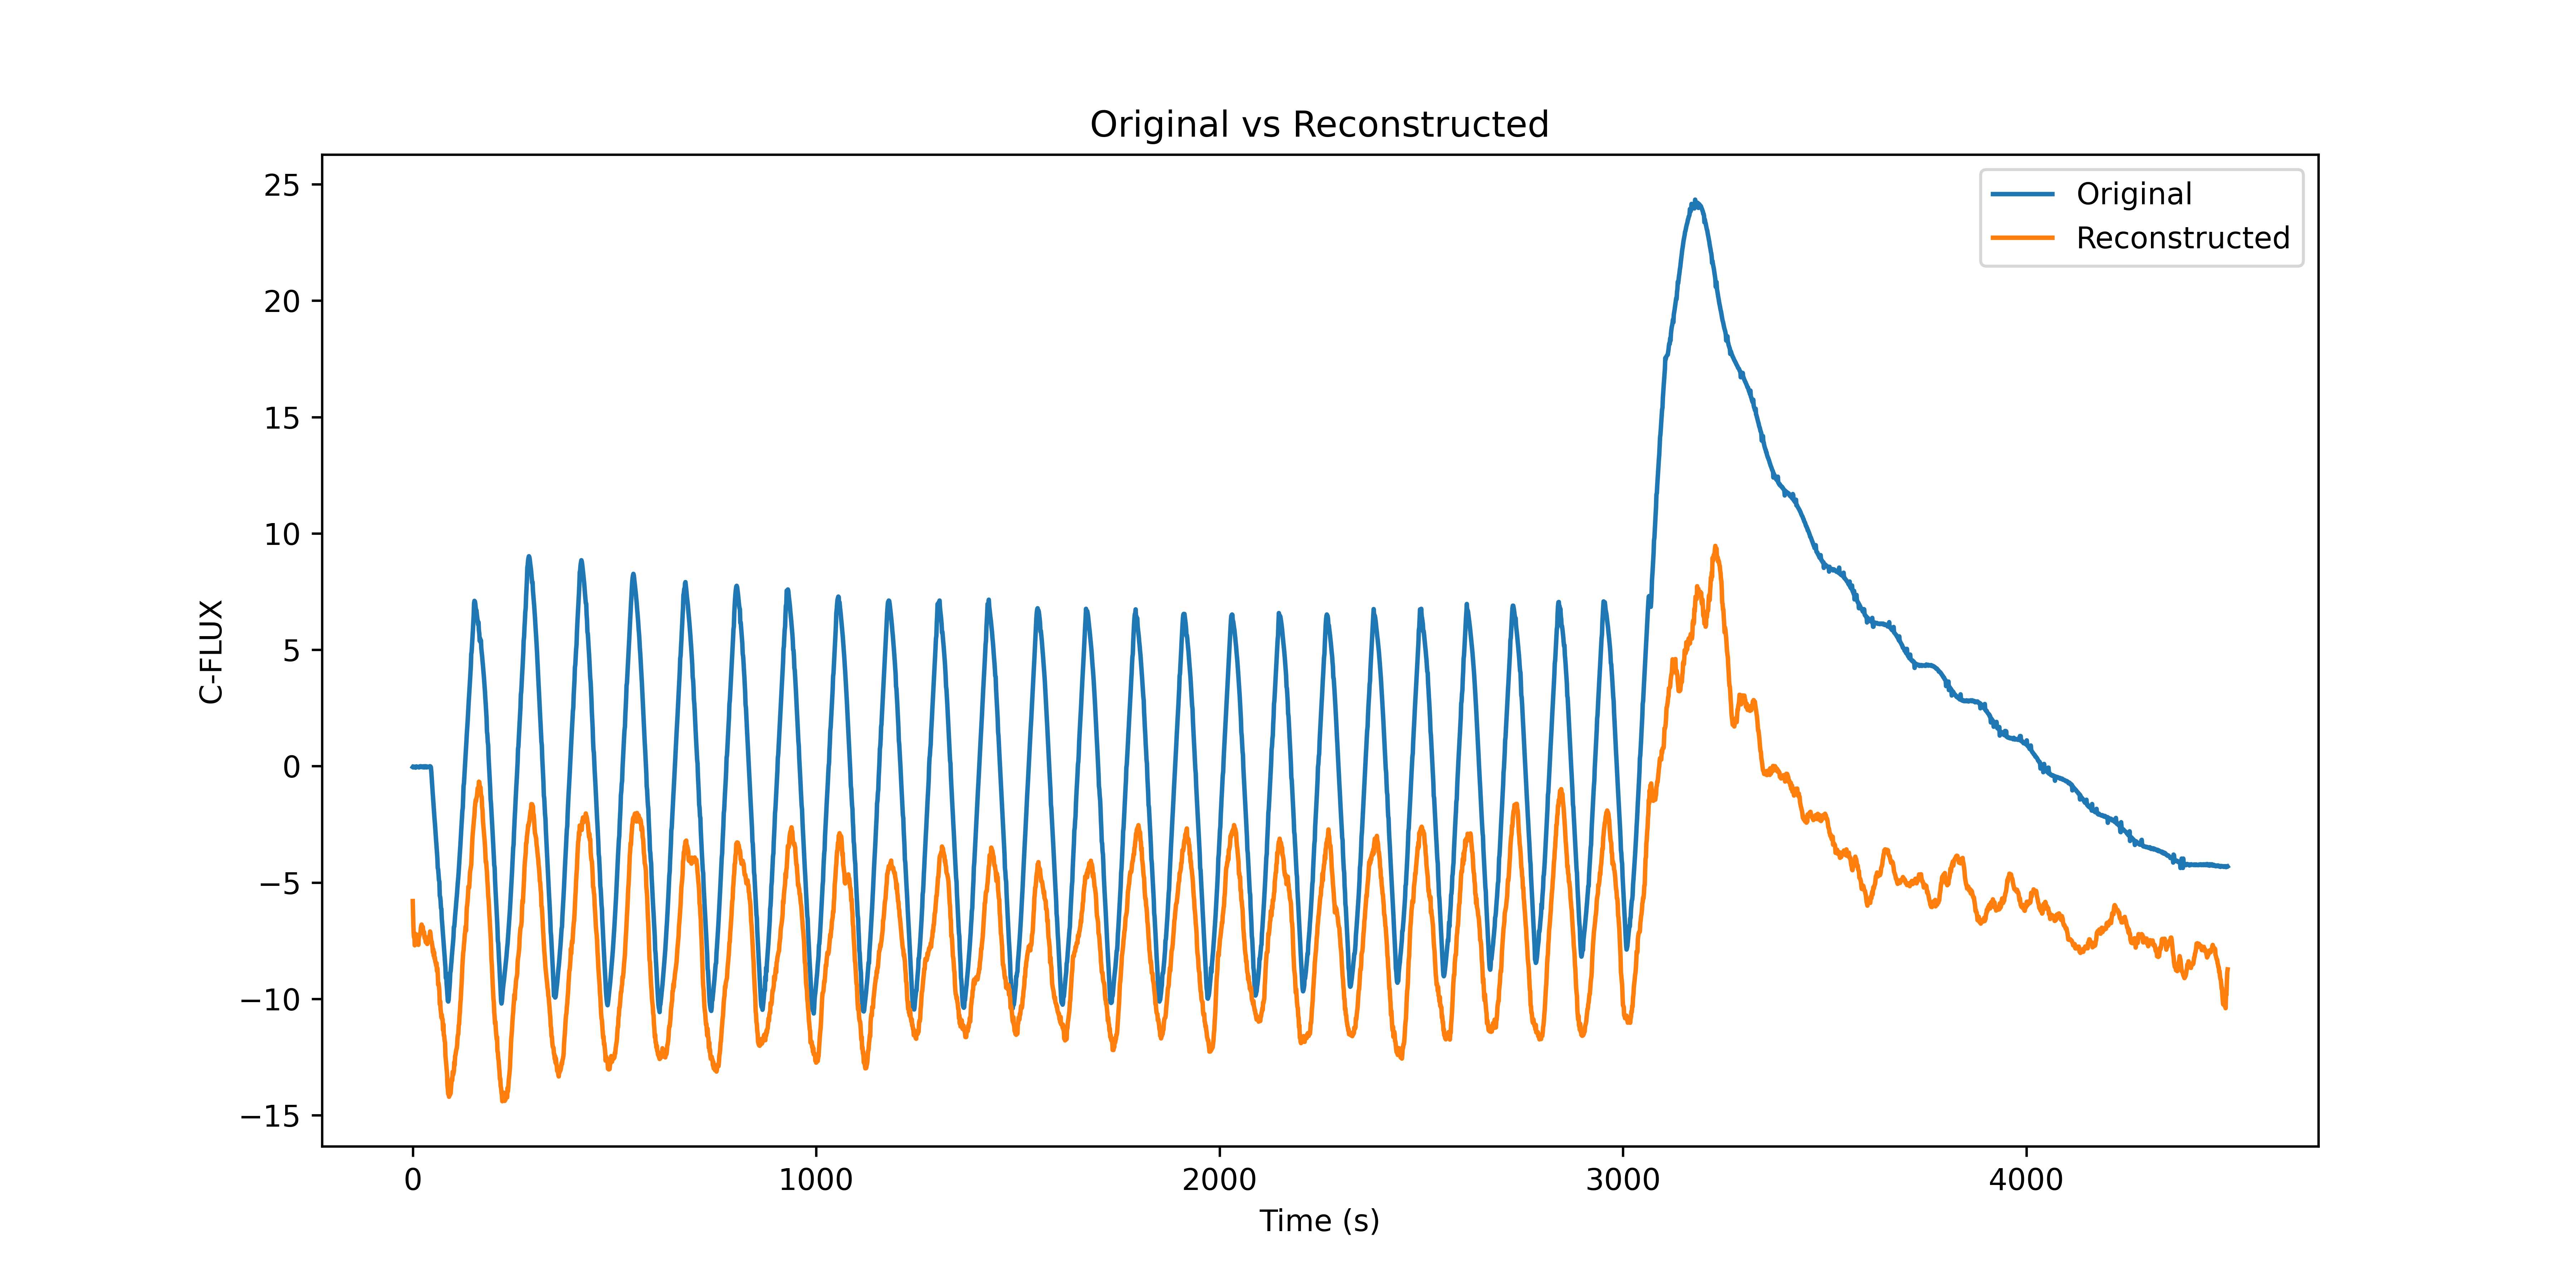 Original vs Reconstructed
Original
Reconstructed
C-FLUX
25
20
15
10
5
0
−5
−10
−15
0 1000 2000 3000 4000
Time (s)